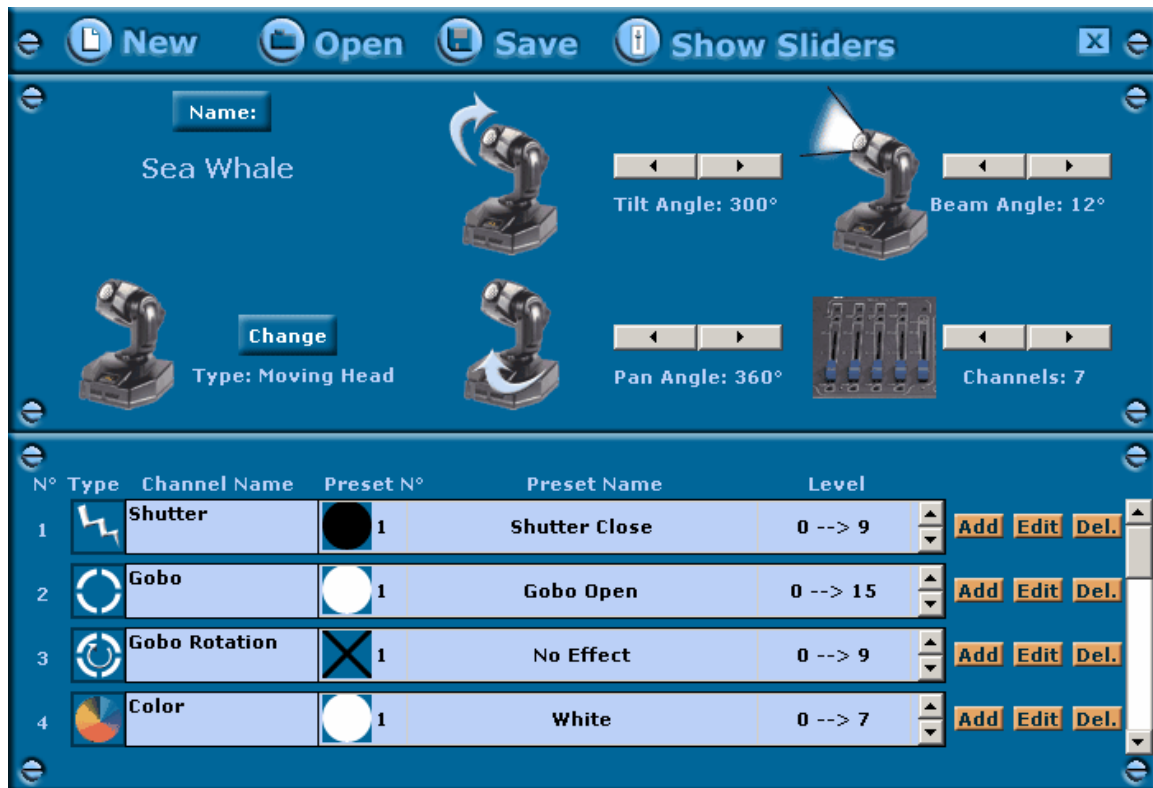 New Open Save Show Sliders X
Name:
Sea Whale
Tilt Angle: 300°
Beam Angle: 12°
Change
Type: Moving Head
Pan Angle: 360°
Channels: 7
N° Type Channel Name Preset N° Preset Name Level
1 Shutter 1 Shutter Close 0 --> 9 Add Edit Del.
2 Gobo 1 Gobo Open 0 --> 15 Add Edit Del.
3 Gobo Rotation 1 No Effect 0 --> 9 Add Edit Del.
4 Color 1 White 0 --> 7 Add Edit Del.